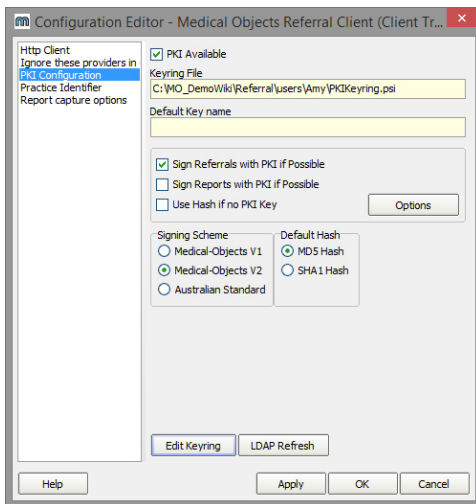 Configuration Editor - Medical Objects Referral Client (Client Tr...
Http Client
Ignore these providers in
PKI Configuration
Practice Identifier
Report capture options
PKI Available
Keyring File
C:\MO_DemoWiki\Referral\users\Amy\PKIKeyring.psi
Default Key name
Sign Referrals with PKI if Possible
Sign Reports with PKI if Possible
Use Hash if no PKI Key
Options
Signing Scheme
Medical-Objects V1
Medical-Objects V2
Australian Standard
Default Hash
MD5 Hash
SHA1 Hash
Edit Keyring
LDAP Refresh
Help
Apply
OK
Cancel